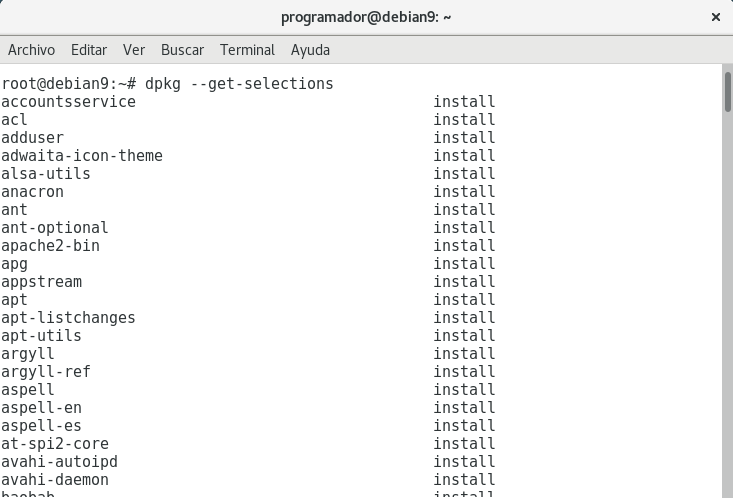 programador@debian9: ~
Archivo Editar Ver Buscar Terminal Ayuda
root@debian9:~# dpkg --get-selections
accountsservice install
acl install
adduser install
adwaita-icon-theme install
alsa-utils install
anacron install
ant install
ant-optional install
apache2-bin install
apg install
appstream install
apt install
apt-listchanges install
apt-utils install
argyll install
argyll-ref install
aspell install
aspell-en install
aspell-es install
at-spi2-core install
avahi-autoipd install
avahi-daemon install
baobab install